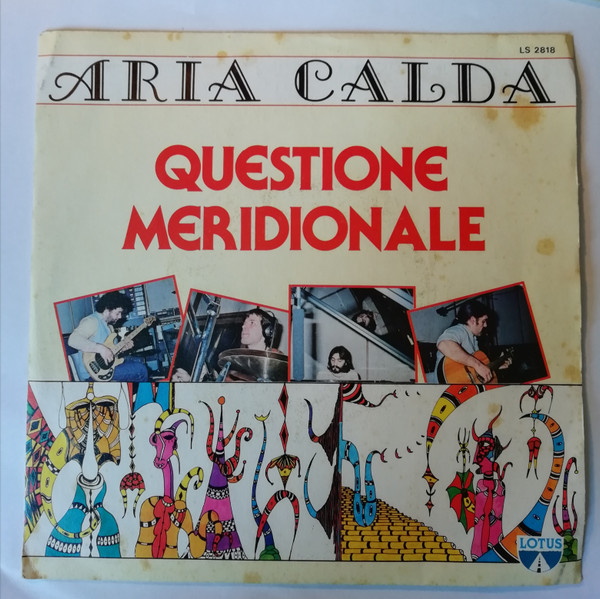 LS 2818
ARIA CALDA
QUESTIONE
MERIDIONALE
LOTUS